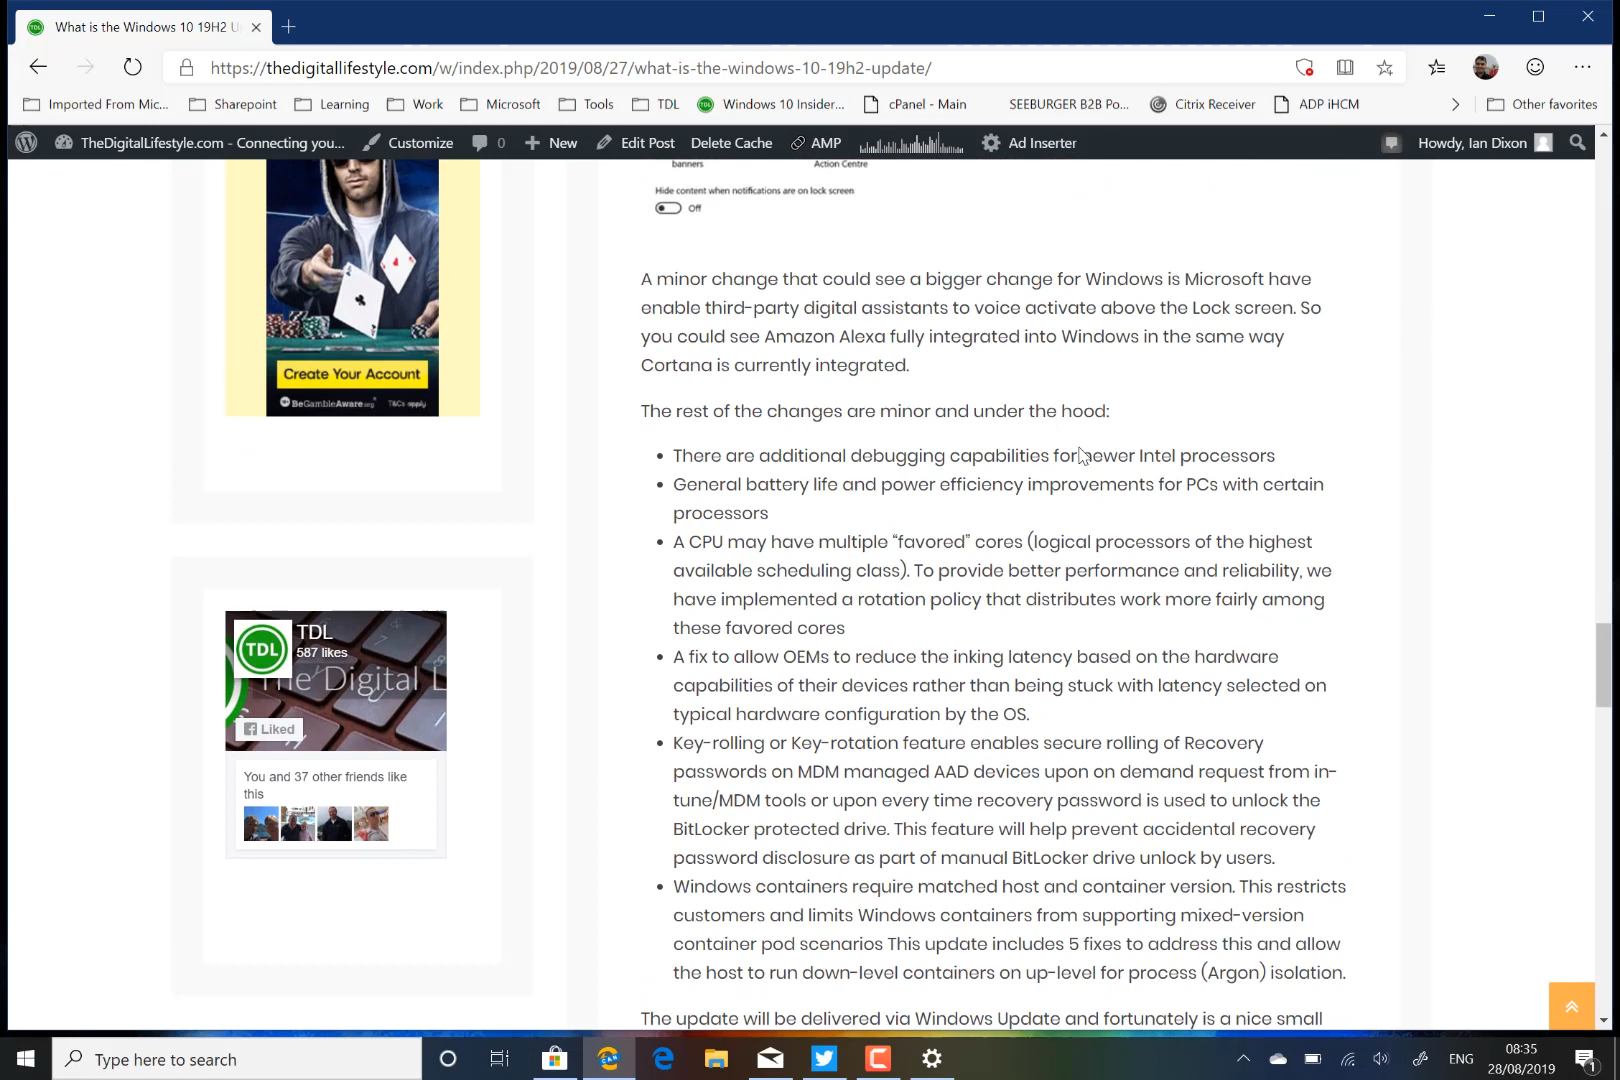 What is the Windows 10 19H2 U
https://thedigitallifestyle.com/w/index.php/2019/08/27/what-is-the-windows-10-19h2-update/
Imported From Mic... Sharepoint Learning Work Microsoft Tools TDL Windows 10 Insider... cPanel - Main SEEBURGER B2B Po... Citrix Receiver ADP iHCM Other favorites
TheDigitalLifestyle.com - Connecting you... Customize 0 New Edit Post Delete Cache AMP Ad Inserter Howdy, Ian Dixon
banners Action Centre
Hide content when notifications are on lock screen
Off
A minor change that could see a bigger change for Windows is Microsoft have
enable third-party digital assistants to voice activate above the Lock screen. So
you could see Amazon Alexa fully integrated into Windows in the same way
Cortana is currently integrated.
The rest of the changes are minor and under the hood:
There are additional debugging capabilities for newer Intel processors
General battery life and power efficiency improvements for PCs with certain
processors
A CPU may have multiple “favored” cores (logical processors of the highest
available scheduling class). To provide better performance and reliability, we
have implemented a rotation policy that distributes work more fairly among
these favored cores
A fix to allow OEMs to reduce the inking latency based on the hardware
capabilities of their devices rather than being stuck with latency selected on
typical hardware configuration by the OS.
Key-rolling or Key-rotation feature enables secure rolling of Recovery
passwords on MDM managed AAD devices upon on demand request from in-
tune/MDM tools or upon every time recovery password is used to unlock the
BitLocker protected drive. This feature will help prevent accidental recovery
password disclosure as part of manual BitLocker drive unlock by users.
Windows containers require matched host and container version. This restricts
customers and limits Windows containers from supporting mixed-version
container pod scenarios This update includes 5 fixes to address this and allow
the host to run down-level containers on up-level for process (Argon) isolation.
The update will be delivered via Windows Update and fortunately is a nice small
Create Your Account
BeGambleAware.org T&Cs apply
TDL
TDL
587 likes
The Digital L
Liked
You and 37 other friends like
this
Type here to search
CAN
ENG
08:35
28/08/2019
1